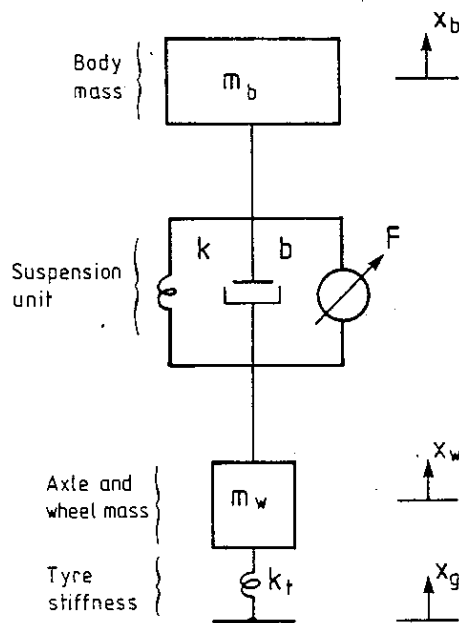 x_b
Body
mass
m_b
k
b
F
Suspension
unit
x_w
Axle and
wheel mass
m_w
Tyre
stiffness
k_t
x_g